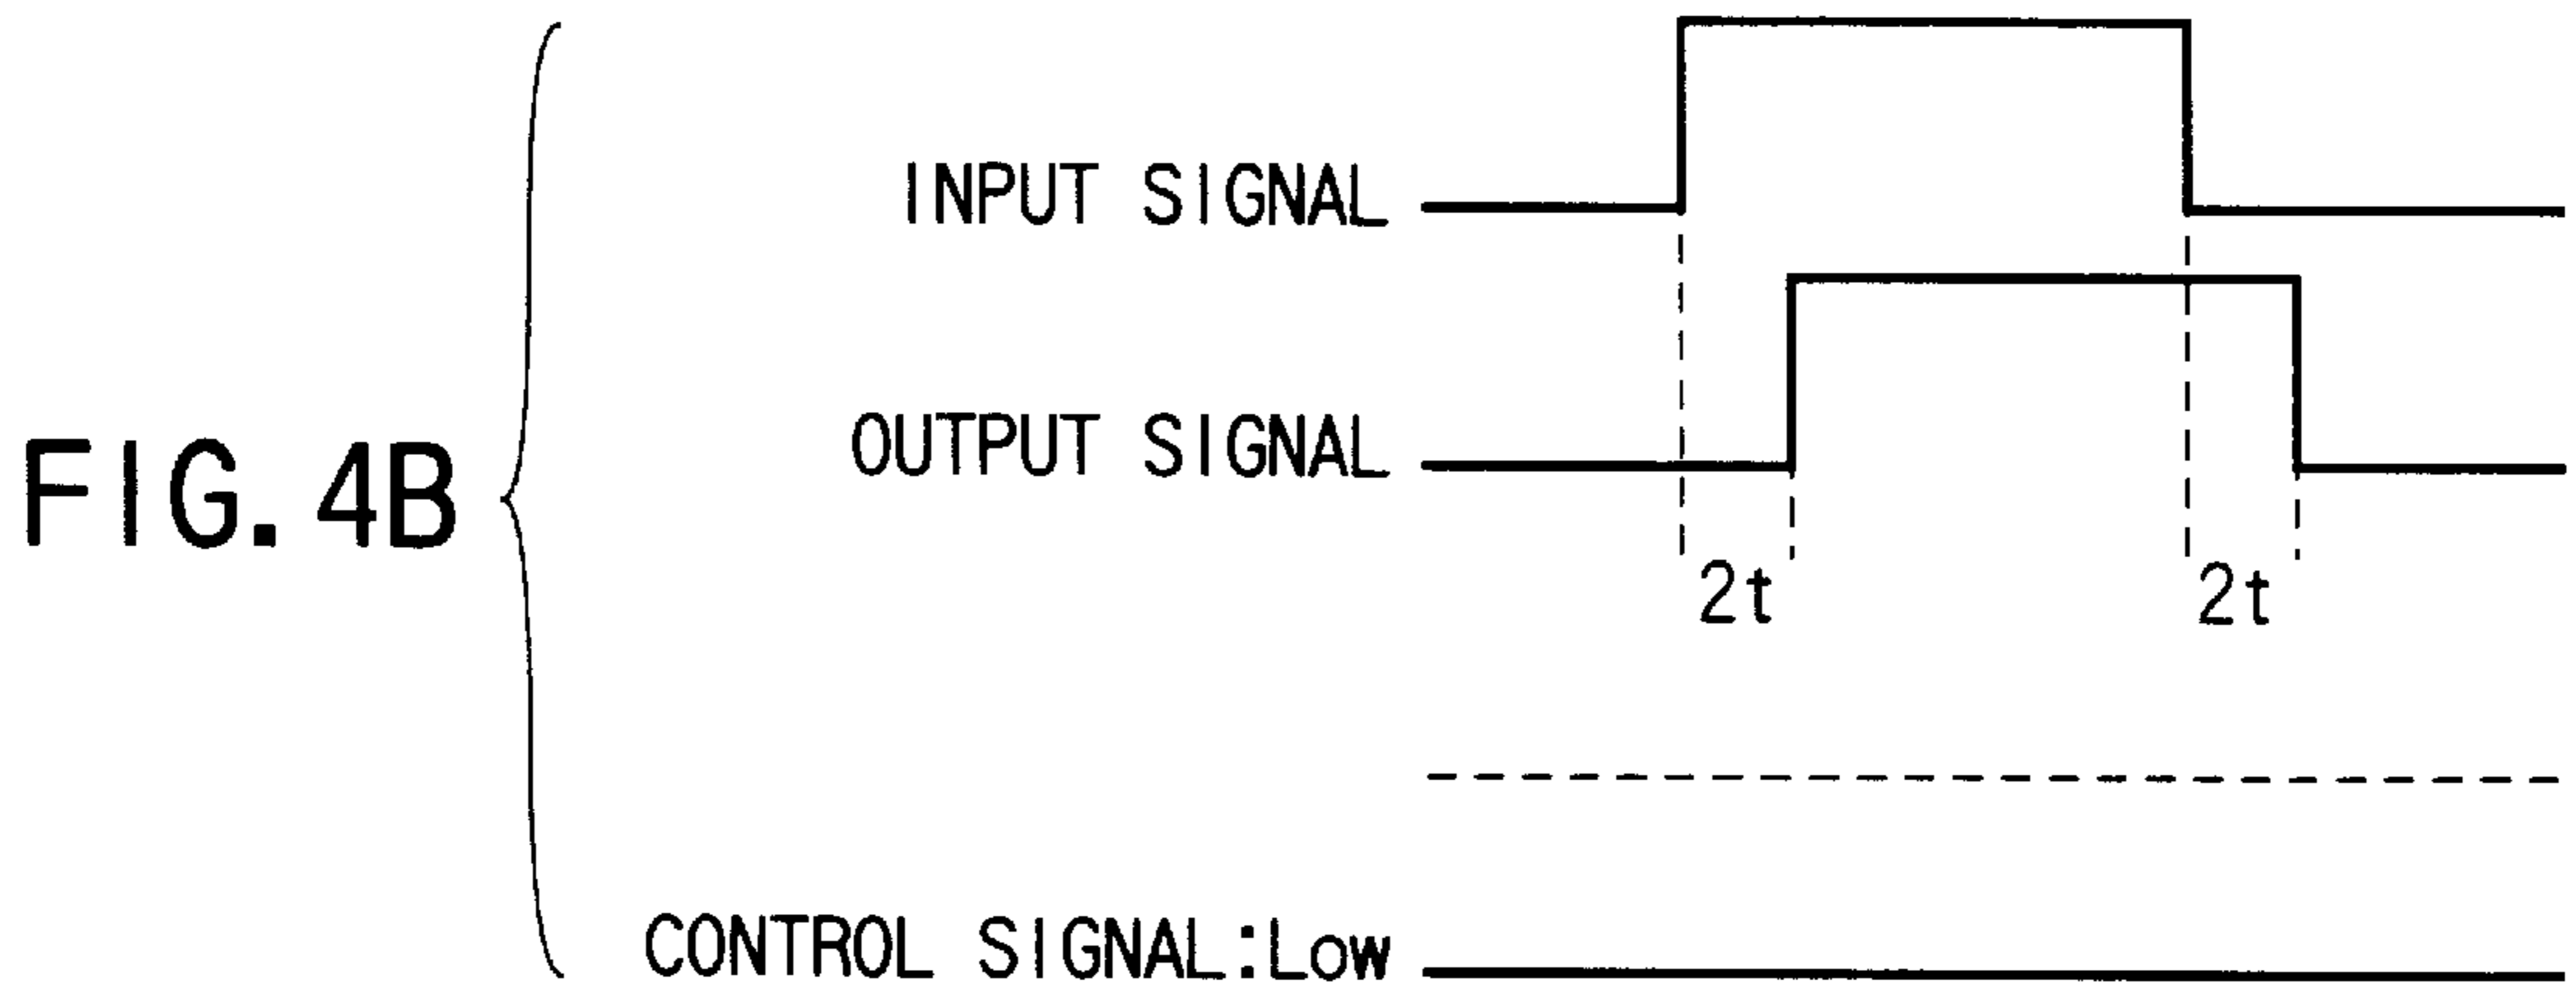 INPUT SIGNAL
OUTPUT SIGNAL
FIG. 4B
2t 2t
CONTROL SIGNAL:Low